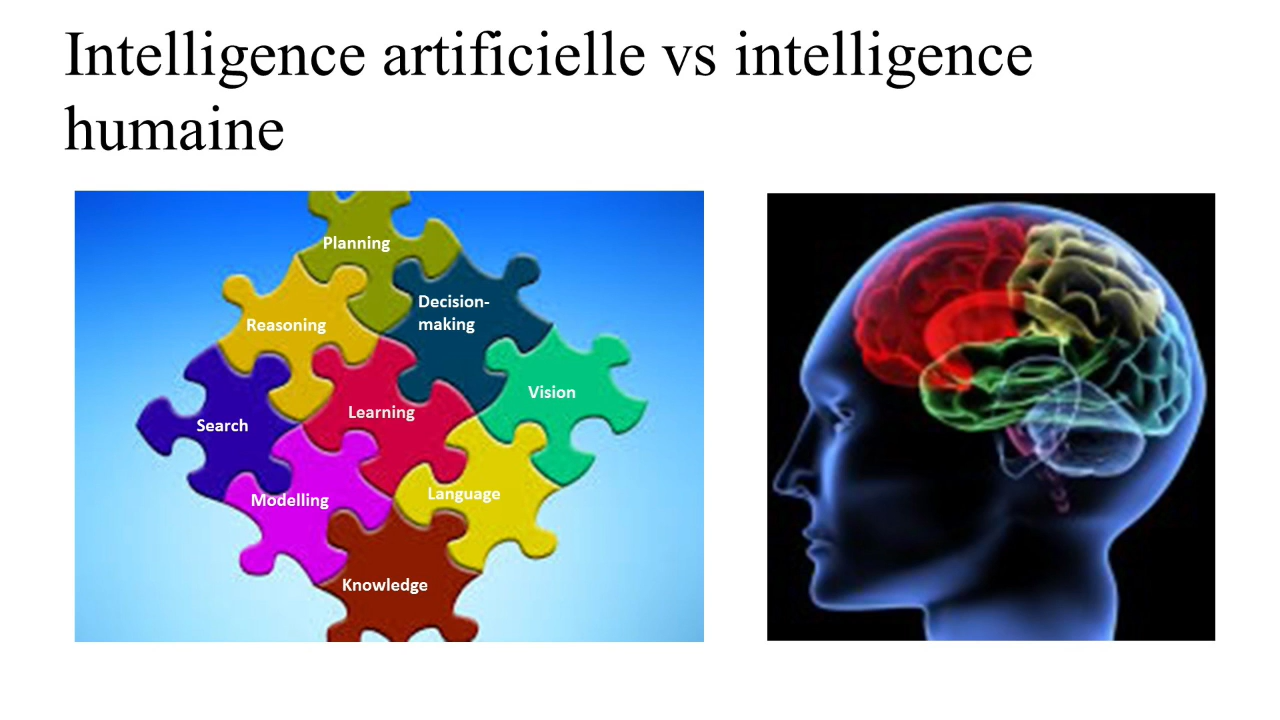 Intelligence artificielle vs intelligence
humaine
Planning
Decision-
making
Reasoning
Vision
Learning
Search
Language
Modelling
Knowledge